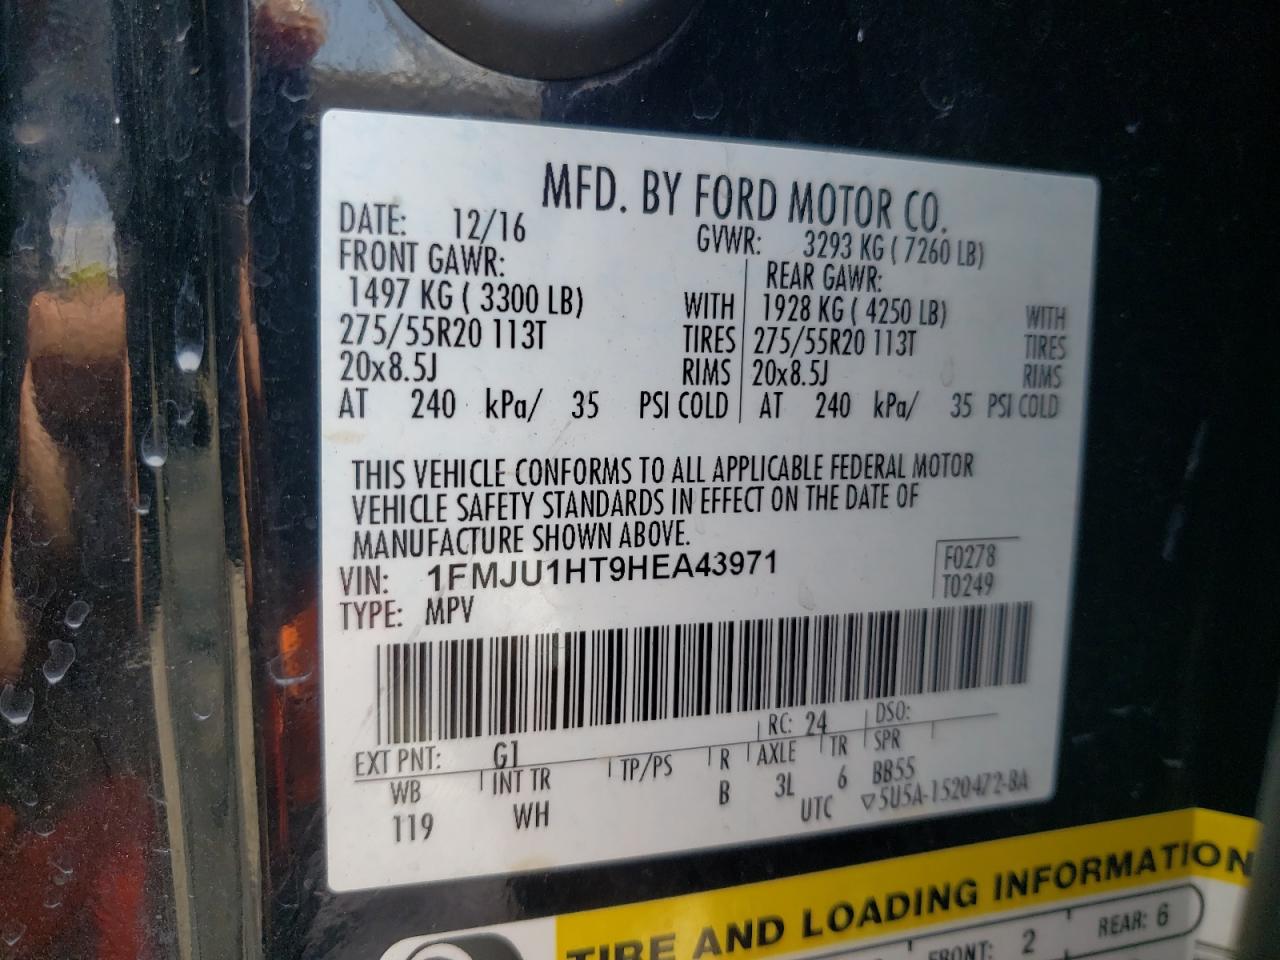 MFD. BY FORD MOTOR CO.
DATE: 12/16 GVWR: 3293 KG ( 7260 LB)
FRONT GAWR: REAR GAWR:
1497 KG ( 3300 LB) WITH 1928 KG ( 4250 LB) WITH
275/55R20 113T TIRES 275/55R20 113T TIRES
20x8.5J RIMS 20x8.5J RIMS
AT 240 kPa/ 35 PSI COLD AT 240 kPa/ 35 PSI COLD
THIS VEHICLE CONFORMS TO ALL APPLICABLE FEDERAL MOTOR
VEHICLE SAFETY STANDARDS IN EFFECT ON THE DATE OF
MANUFACTURE SHOWN ABOVE.
VIN: 1FMJU1HT9HEA43971 F0278
TYPE: MPV T0249
EXT PNT: G1 RC: 24 DSO:
WB INT TR TP/PS R AXLE TR SPR
119 WH B 3L 6 BB55
UTC ▽5U5A-1520472-BA
TIRE AND LOADING INFORMATION
FRONT: 2 REAR: 6